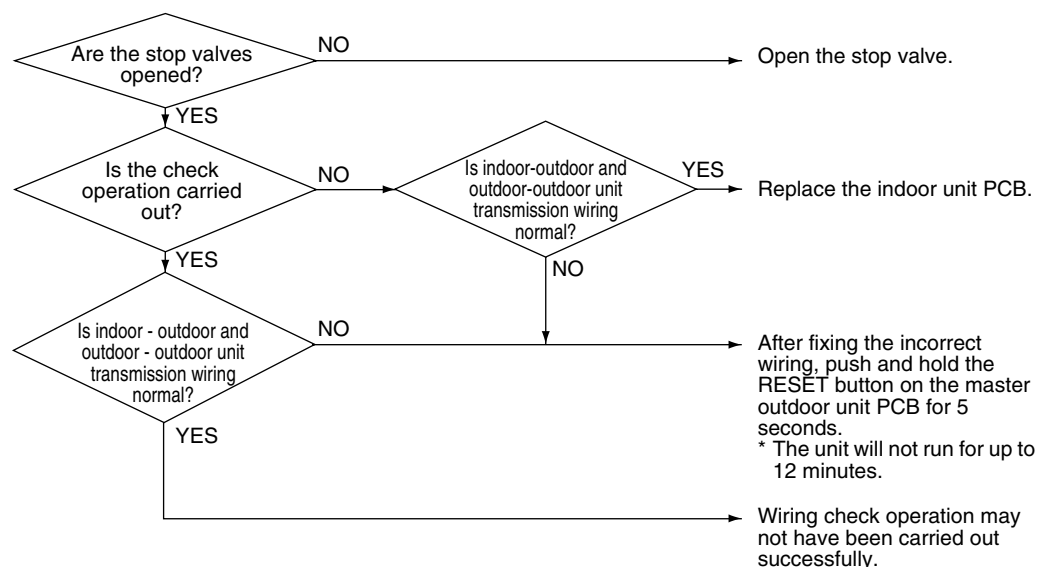 Are the stop valves
opened?
NO
Open the stop valve.
YES
Is the check
operation carried
out?
NO
Is indoor-outdoor and
outdoor-outdoor unit
transmission wiring
normal?
YES
Replace the indoor unit PCB.
YES
NO
Is indoor - outdoor and
outdoor - outdoor unit
transmission wiring
normal?
NO
After fixing the incorrect
wiring, push and hold the
RESET button on the master
outdoor unit PCB for 5
seconds.
* The unit will not run for up to
12 minutes.
YES
Wiring check operation may
not have been carried out
successfully.